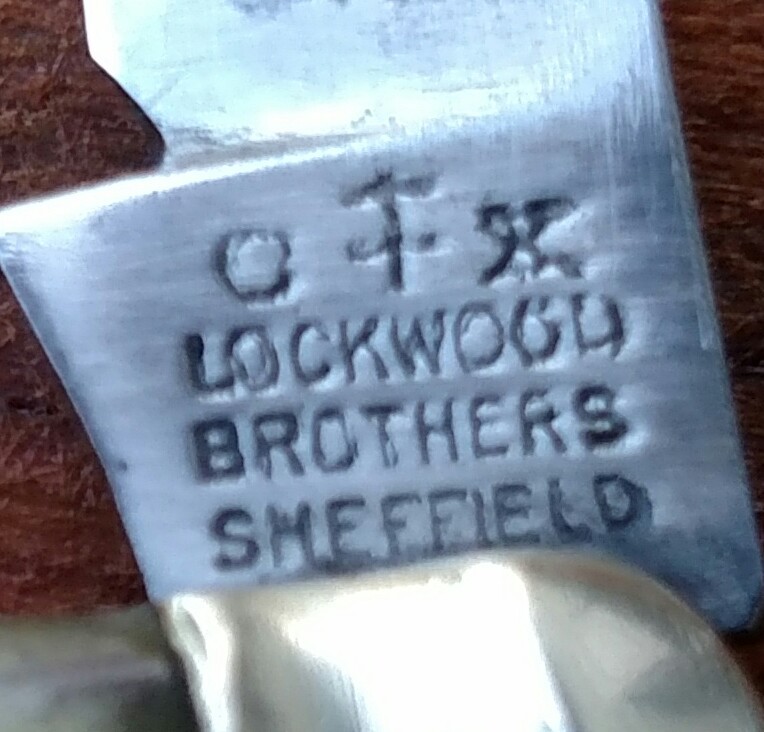 C + X
LOCKWOOD
BROTHERS
SHEFFIELD